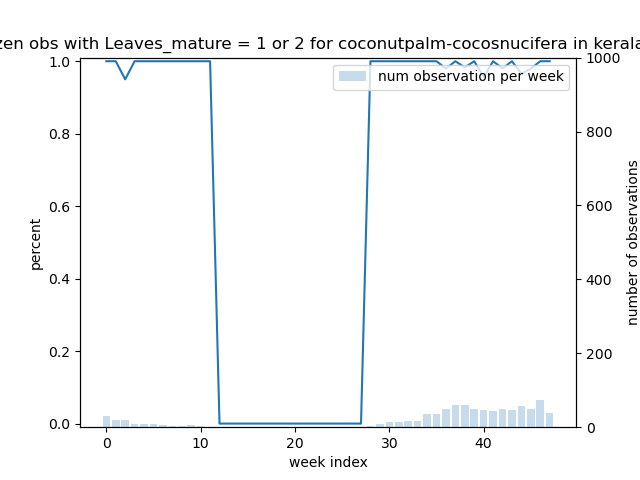 obs with Leaves_mature = 1 or 2 for coconutpalm-cocosnucifera in
num observation per week
1.0
0.8
0.6
0.4
0.2
0.0
percent
1000
800
600
400
200
0
number of observations
0 10 20 30 40
week index